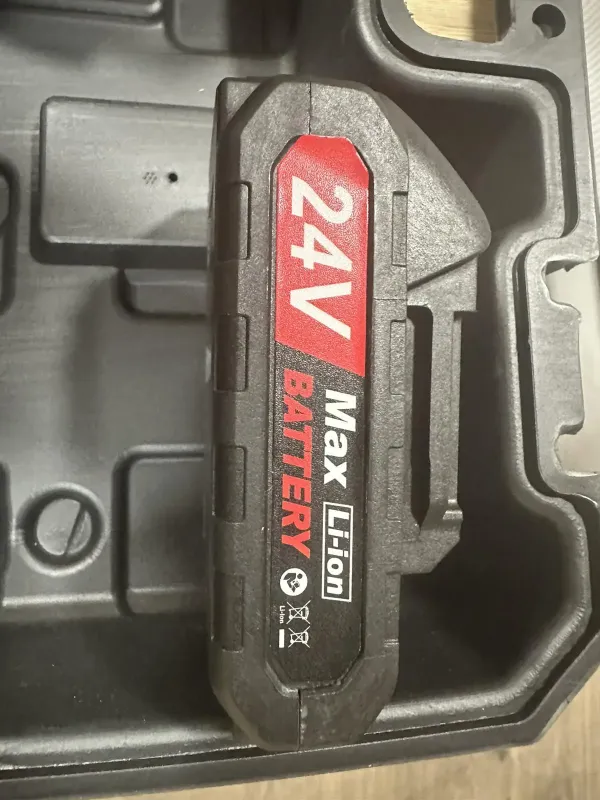 24V
Max Li-ion
BATTERY
Li-ion